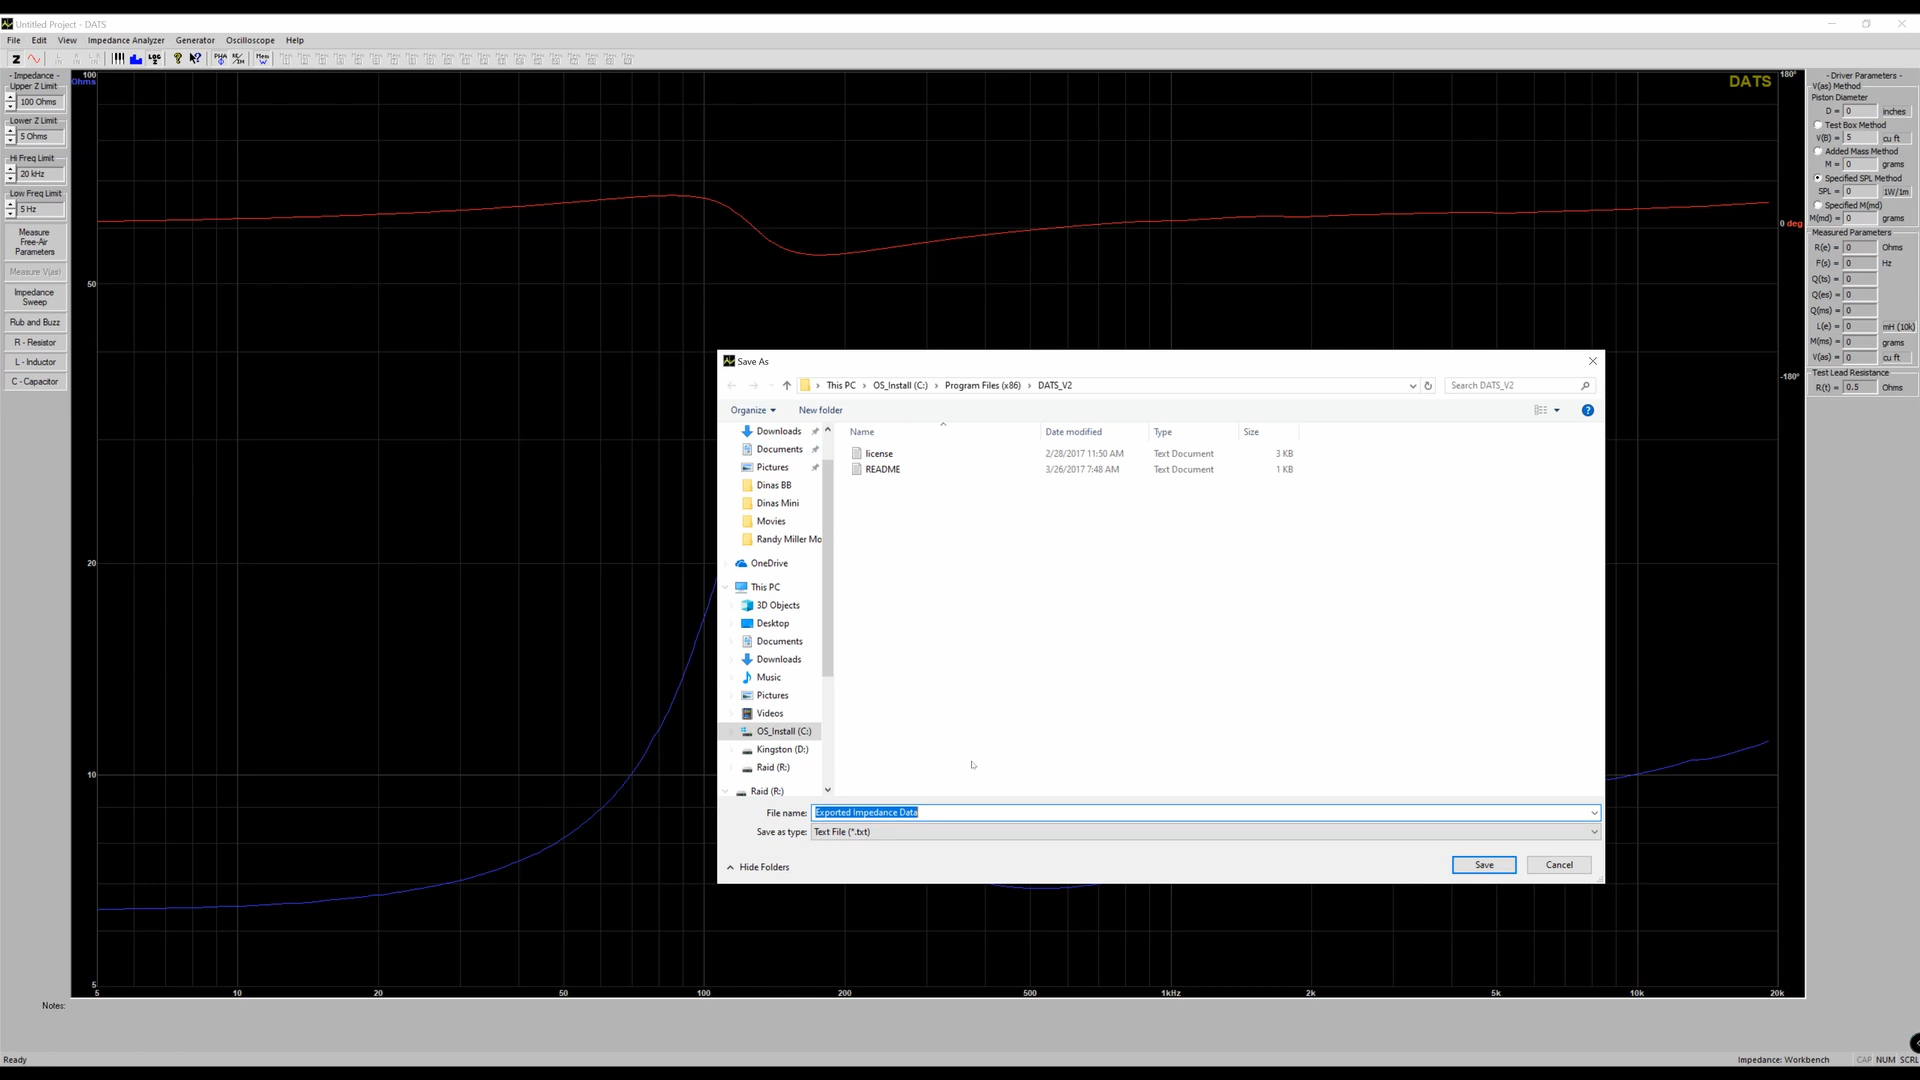 Untitled Project - DATS
File Edit View Impedance Analyzer Generator Oscilloscope Help
- Impedance -
Upper Z Limit
100 Ohms
Lower Z Limit
5 Ohms
Hi Freq Limit
20 kHz
Low Freq Limit
5 Hz
Measure
Free-Air
Parameters
Measure V(as)
Impedance
Sweep
Rub and Buzz
R - Resistor
L - Inductor
C - Capacitor
100
Ohms
50
20
10
5
5 10 20 50 100 200 500 1kHz 2k 5k 10k 20k
DATS
180°
0 deg
-180°
Save As
This PC › OS_Install (C:) › Program Files (x86) › DATS_V2
Search DATS_V2
Organize New folder
Downloads
Documents
Pictures
Dinas BB
Dinas Mini
Movies
Randy Miller Mo
OneDrive
This PC
3D Objects
Desktop
Documents
Downloads
Music
Pictures
Videos
OS_Install (C:)
Kingston (D:)
Raid (R:)
Raid (R:)
Name Date modified Type Size
license 2/28/2017 11:50 AM Text Document 3 KB
README 3/26/2017 7:48 AM Text Document 1 KB
File name: Exported Impedance Data
Save as type: Text File (*.txt)
Hide Folders
Save Cancel
- Driver Parameters -
V(as) Method
Piston Diameter
D = 0 inches
Test Box Method
V(B) = 5 cu ft
Added Mass Method
M = 0 grams
Specified SPL Method
SPL = 0 1W/1m
Specified M(md)
M(md) = 0 grams
Measured Parameters
R(e) = 0 Ohms
F(s) = 0 Hz
Q(ts) = 0
Q(es) = 0
Q(ms) = 0
L(e) = 0 mH (10k)
M(ms) = 0 grams
V(as) = 0 cu ft
Test Lead Resistance
R(t) = 0.5 Ohms
Notes:
Ready
Impedance: Workbench CAP NUM SCRL